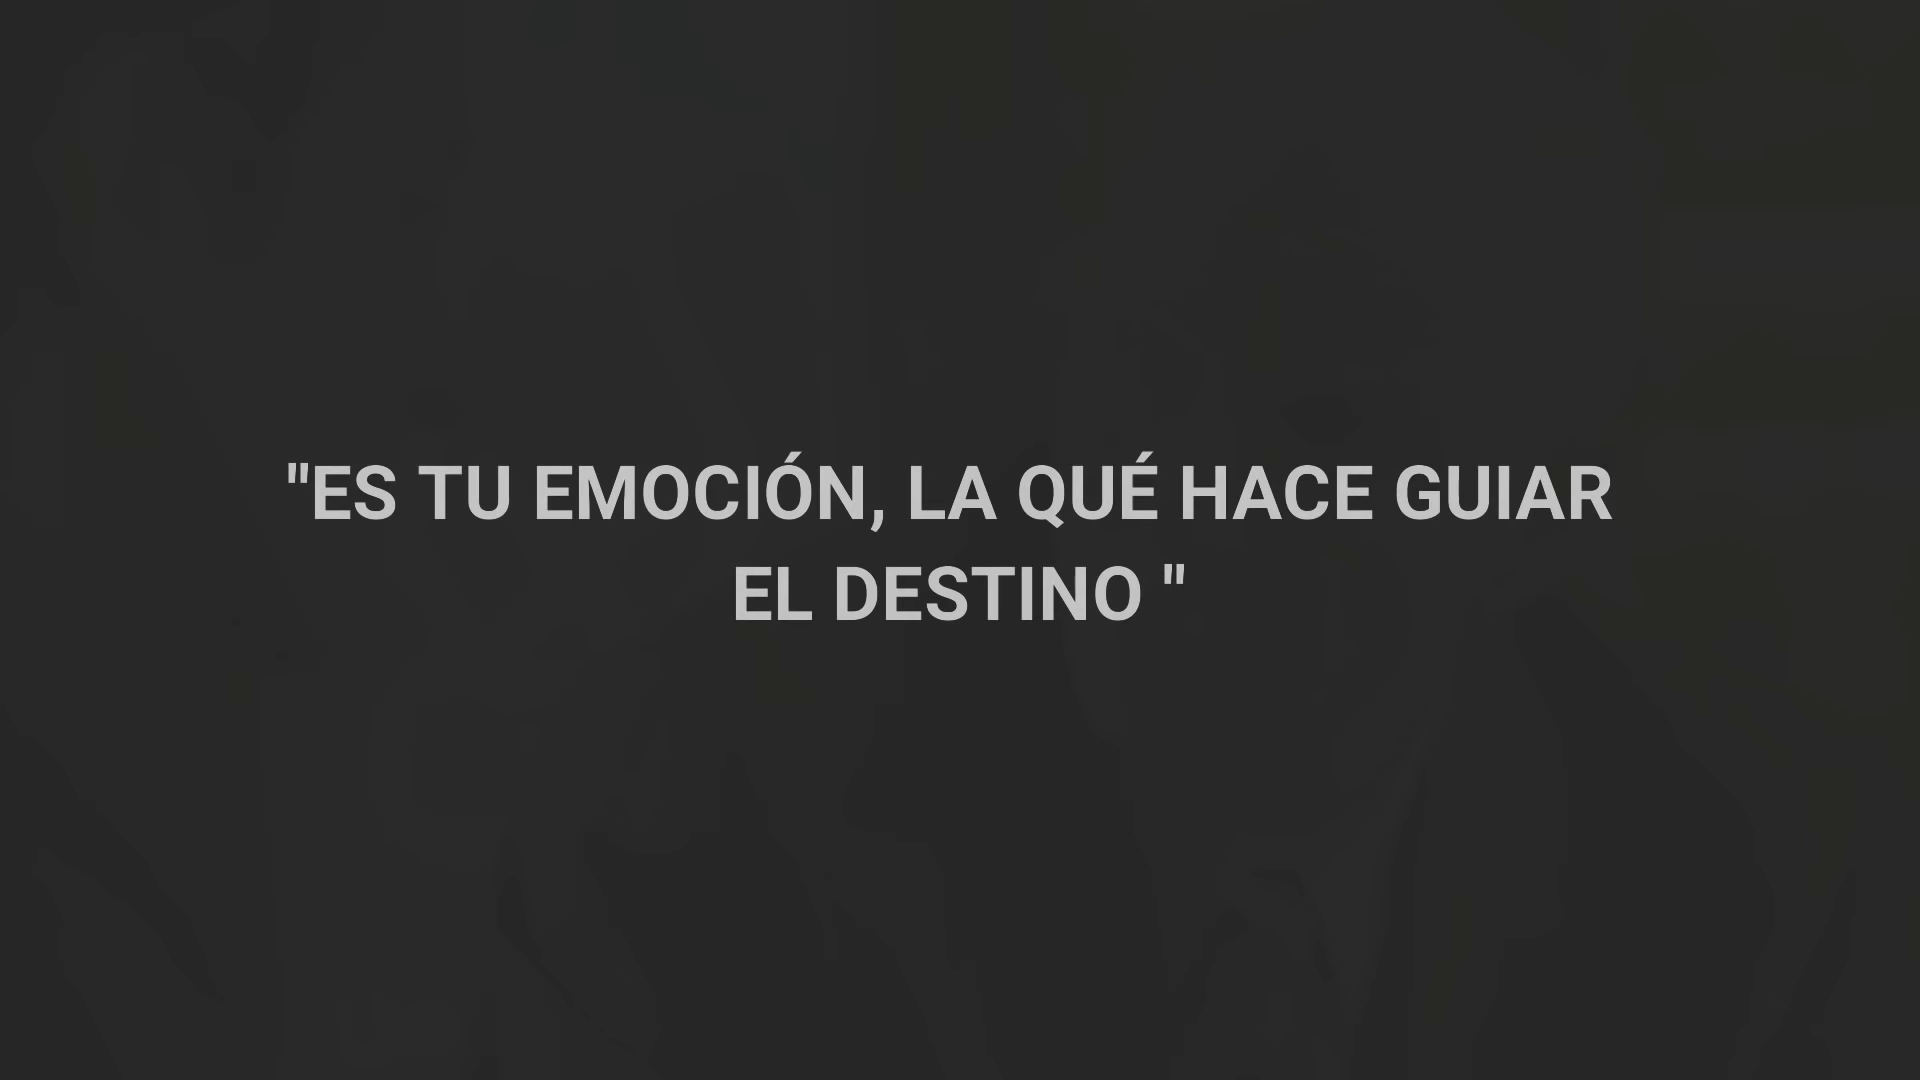 "ES TU EMOCIÓN, LA QUÉ HACE GUIAR
EL DESTINO "